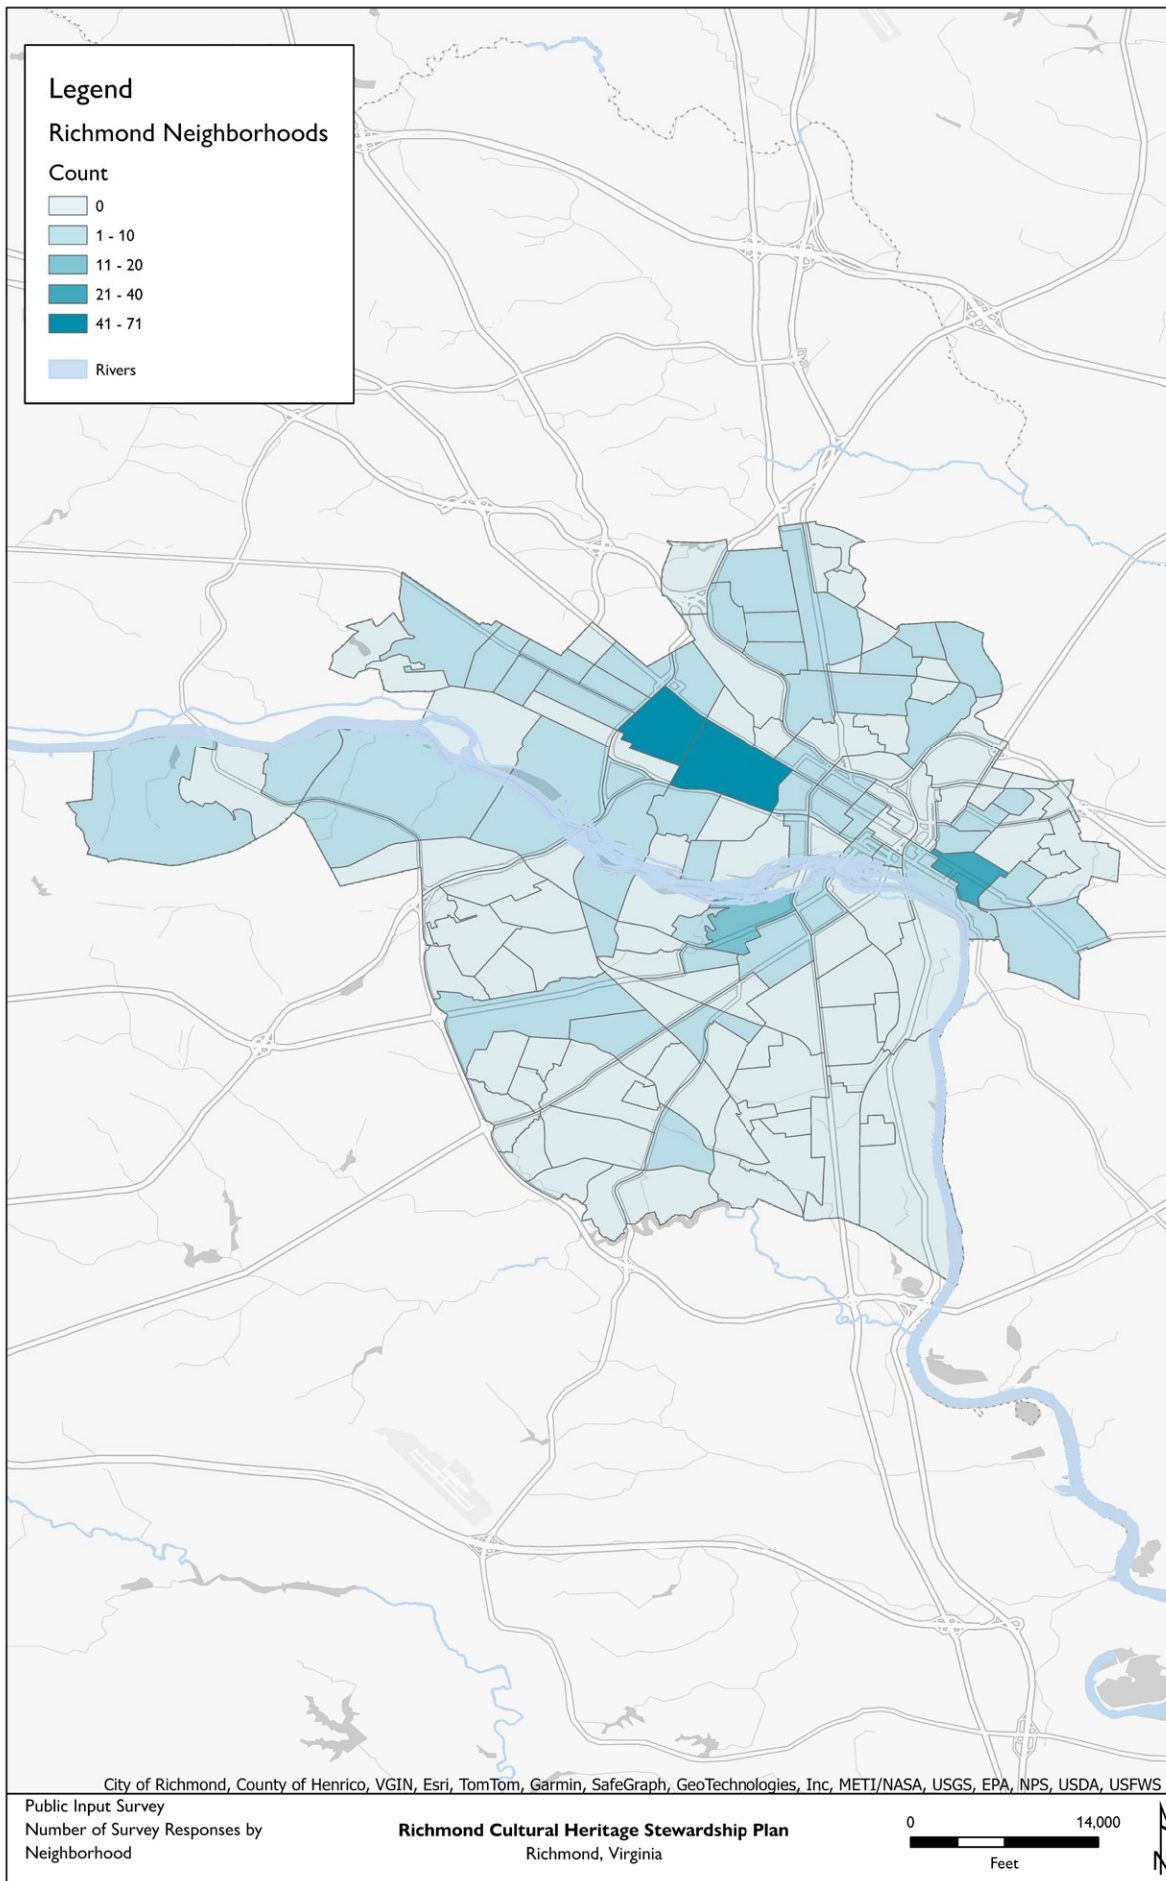 Legend
Richmond Neighborhoods
Count
0
1 - 10
11 - 20
21 - 40
41 - 71
Rivers
City of Richmond, County of Henrico, VGIN, Esri, TomTom, Garmin, SafeGraph, GeoTechnologies, Inc, METI/NASA, USGS, EPA, NPS, USDA, USFWS
Public Input Survey
Number of Survey Responses by
Neighborhood
Richmond Cultural Heritage Stewardship Plan
Richmond, Virginia
0 14,000
Feet
N